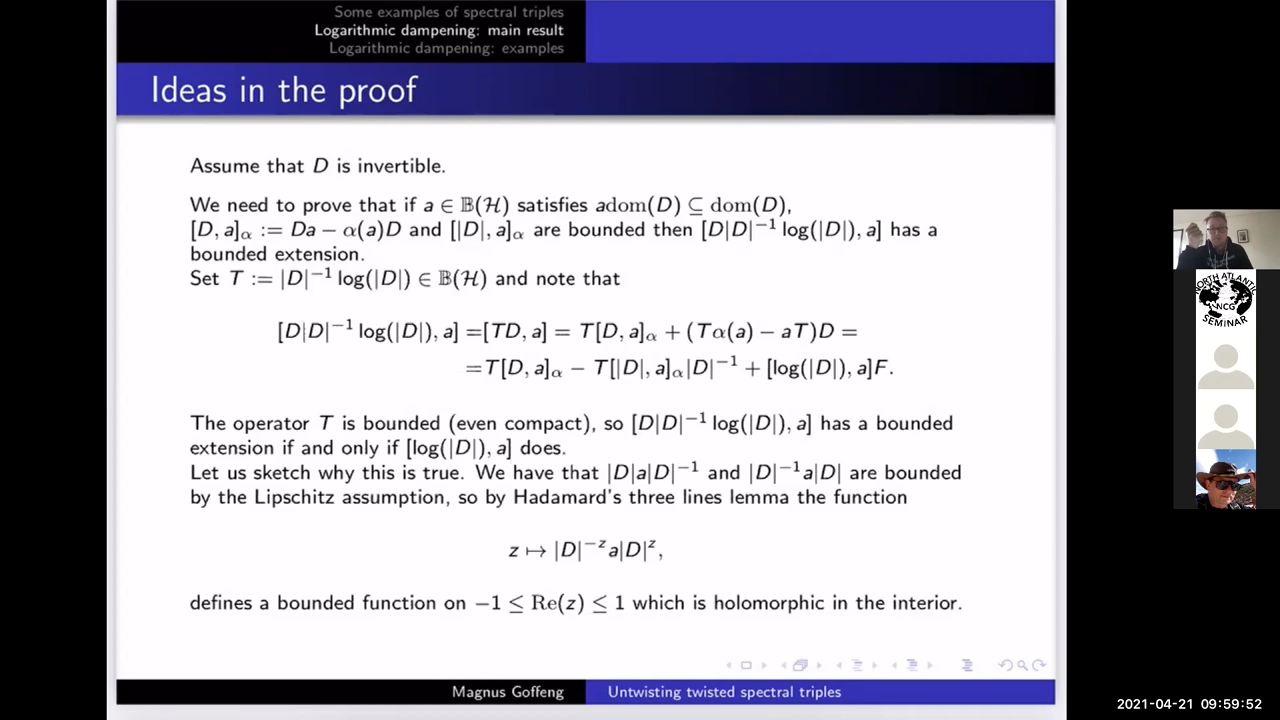 Some examples of spectral triples
Logarithmic dampening: main result
Logarithmic dampening: examples
Ideas in the proof
Assume that D is invertible.
We need to prove that if a ∈ 𝔹(ℋ) satisfies adom(D) ⊆ dom(D),
[D, a]_α := Da − α(a)D and [|D|, a]_α are bounded then [D|D|^{−1} log(|D|), a] has a
bounded extension.
Set T := |D|^{−1} log(|D|) ∈ 𝔹(ℋ) and note that
[D|D|^{−1} log(|D|), a] =[TD, a] = T[D, a]_α + (Tα(a) − aT)D =
=T[D, a]_α − T[|D|, a]_α|D|^{−1} + [log(|D|), a]F.
The operator T is bounded (even compact), so [D|D|^{−1} log(|D|), a] has a bounded
extension if and only if [log(|D|), a] does.
Let us sketch why this is true. We have that |D|a|D|^{−1} and |D|^{−1}a|D| are bounded
by the Lipschitz assumption, so by Hadamard's three lines lemma the function
z ↦ |D|^{−z}a|D|^z,
defines a bounded function on −1 ≤ Re(z) ≤ 1 which is holomorphic in the interior.
Magnus Goffeng
Untwisting twisted spectral triples
NORTH ATLANTIC
NCG
SEMINAR
2021-04-21 09:59:52